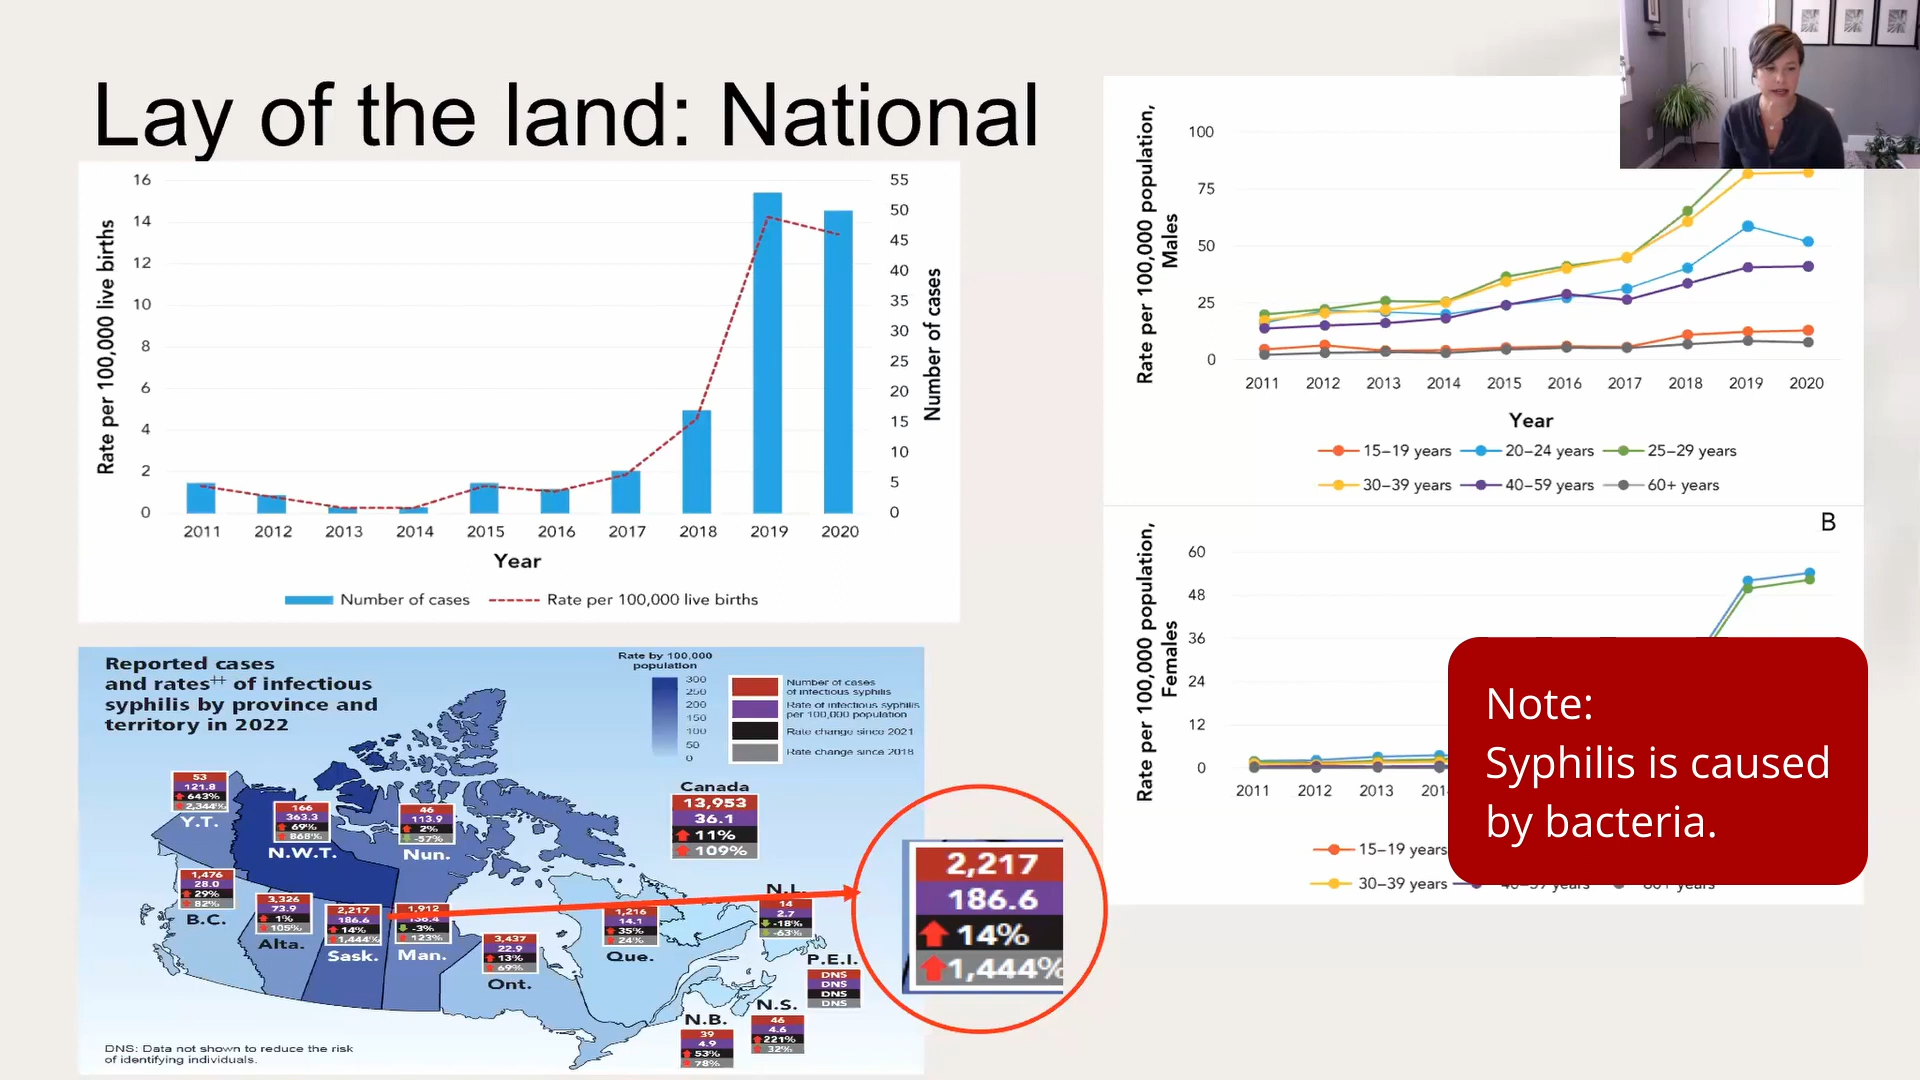 Lay of the land: National
16
14
12
10
8
6
4
2
0
Rate per 100,000 live births
55
50
45
40
35
30
25
20
15
10
5
0
Number of cases
2011 2012 2013 2014 2015 2016 2017 2018 2019 2020
Year
Number of cases Rate per 100,000 live births
Reported cases
and rates‡‡ of infectious
syphilis by province and
territory in 2022
Rate by 100,000
population
300
250
200
150
100
50
0
Number of cases
of infectious syphilis
Rate of infectious syphilis
per 100,000 population
Rate change since 2021
Rate change since 2018
53
121.8
643%
2,344%
Y.T.
166
363.3
69%
868%
N.W.T.
46
113.9
2%
-57%
Nun.
Canada
13,953
36.1
11%
109%
1,476
28.0
29%
82%
B.C.
3,326
73.9
1%
105%
Alta.
2,217
186.6
14%
1,444%
Sask.
1,912
-3%
123%
Man.
3,437
22.9
13%
69%
Ont.
1,216
14.1
35%
24%
Que.
N.L.
14
2.7
-18%
-63%
P.E.I.
DNS
DNS
DNS
DNS
N.S.
46
4.6
221%
32%
N.B.
39
4.9
53%
78%
DNS: Data not shown to reduce the risk
of identifying individuals.
2,217
186.6
14%
1,444%
Rate per 100,000 population,
Males
100
75
50
25
0
2011 2012 2013 2014 2015 2016 2017 2018 2019 2020
Year
15–19 years 20–24 years 25–29 years
30–39 years 40–59 years 60+ years
B
Rate per 100,000 population,
Females
60
48
36
24
12
0
2011 2012 2013
15–19 years
30–39 years
Note:
Syphilis is caused
by bacteria.